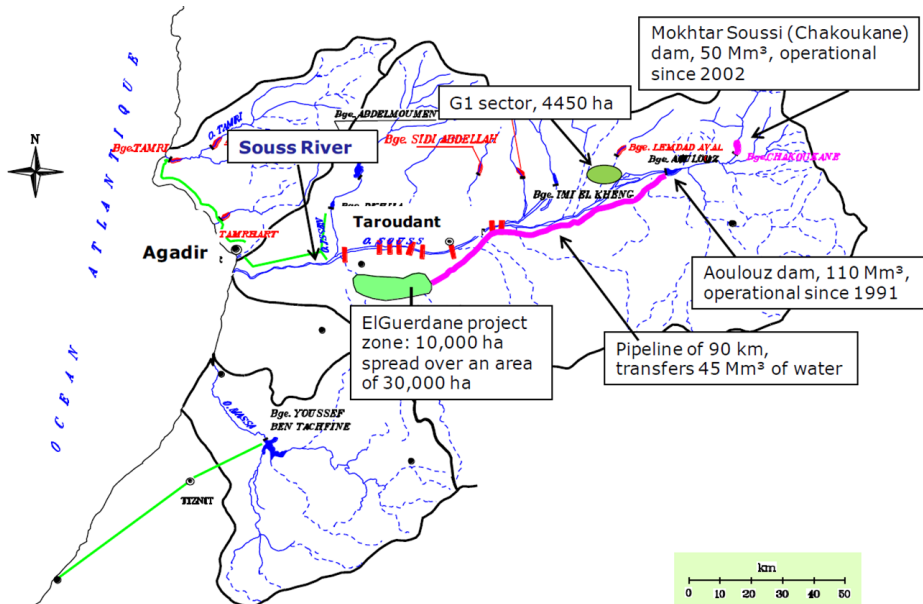 Mokhtar Soussi (Chakoukane)
dam, 50 Mm³, operational
since 2002
G1 sector, 4450 ha
Bge. ABDELMOUMEN
O. TAMRI
Bge. TAMRI
Souss River
Bge. SIDI ABDELLAH
Bge. LEMDAD AVAL
Bge. AOULOUZ
Bge. CHAKOUKANE
Bge. IMI EL KHENG
N
Taroudant
O. SOUSS
TAMRHART
Agadir
Aoulouz dam, 110 Mm³,
operational since 1991
ElGuerdane project
zone: 10,000 ha
spread over an area
of 30,000 ha
Pipeline of 90 km,
transfers 45 Mm³ of water
OCEAN ATLANTIQUE
O. MASSA
Bge. YOUSSEF
BEN TACHFINE
TIZNIT
km
0 10 20 30 40 50